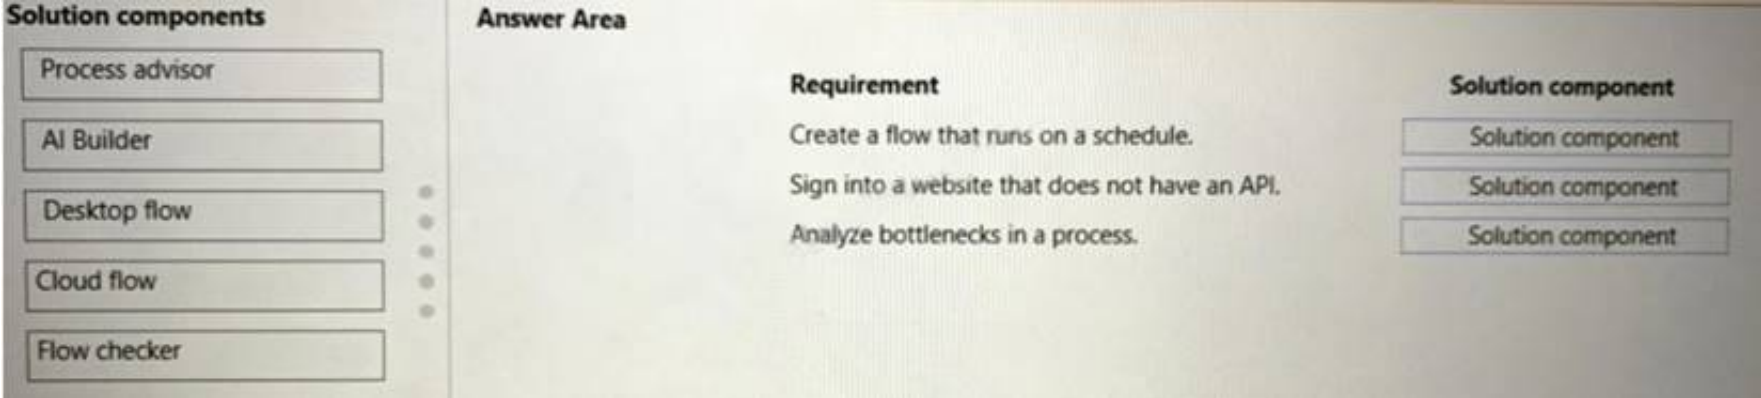 Solution components
Process advisor
AI Builder
Desktop flow
Cloud flow
Flow checker
Answer Area
Requirement Solution component
Create a flow that runs on a schedule. Solution component
Sign into a website that does not have an API. Solution component
Analyze bottlenecks in a process. Solution component